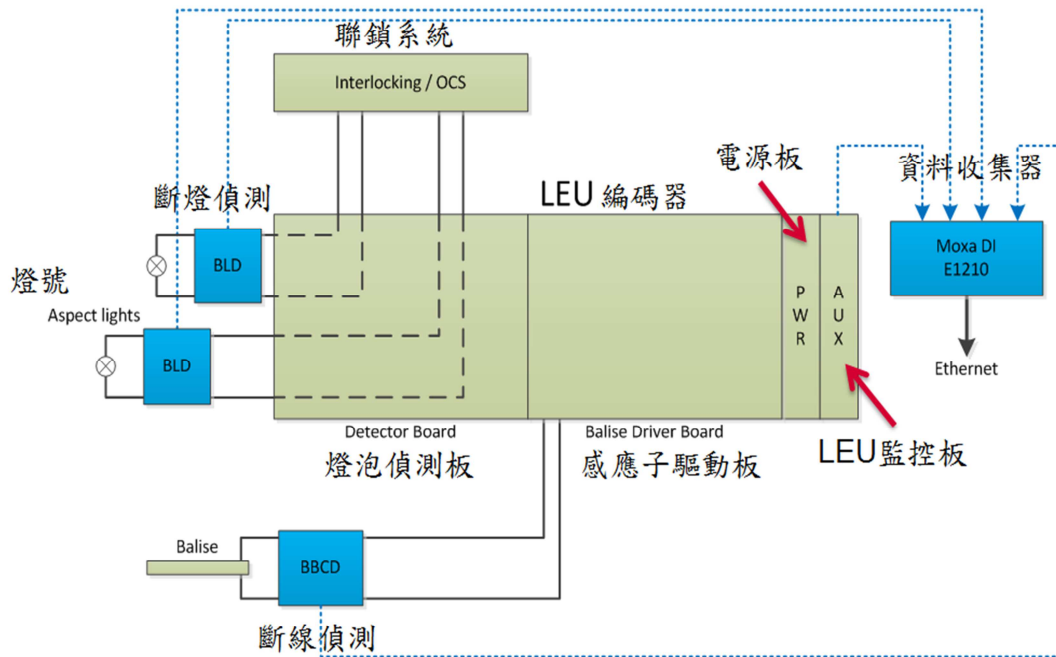 聯鎖系統
Interlocking / OCS
電源板
資料收集器
斷燈偵測
LEU 編碼器
BLD
Moxa DI
E1210
燈號
Aspect lights
BLD
PWR
AUX
Ethernet
Detector Board
Balise Driver Board
燈泡偵測板
感應子驅動板
LEU監控板
Balise
BBCD
斷線偵測